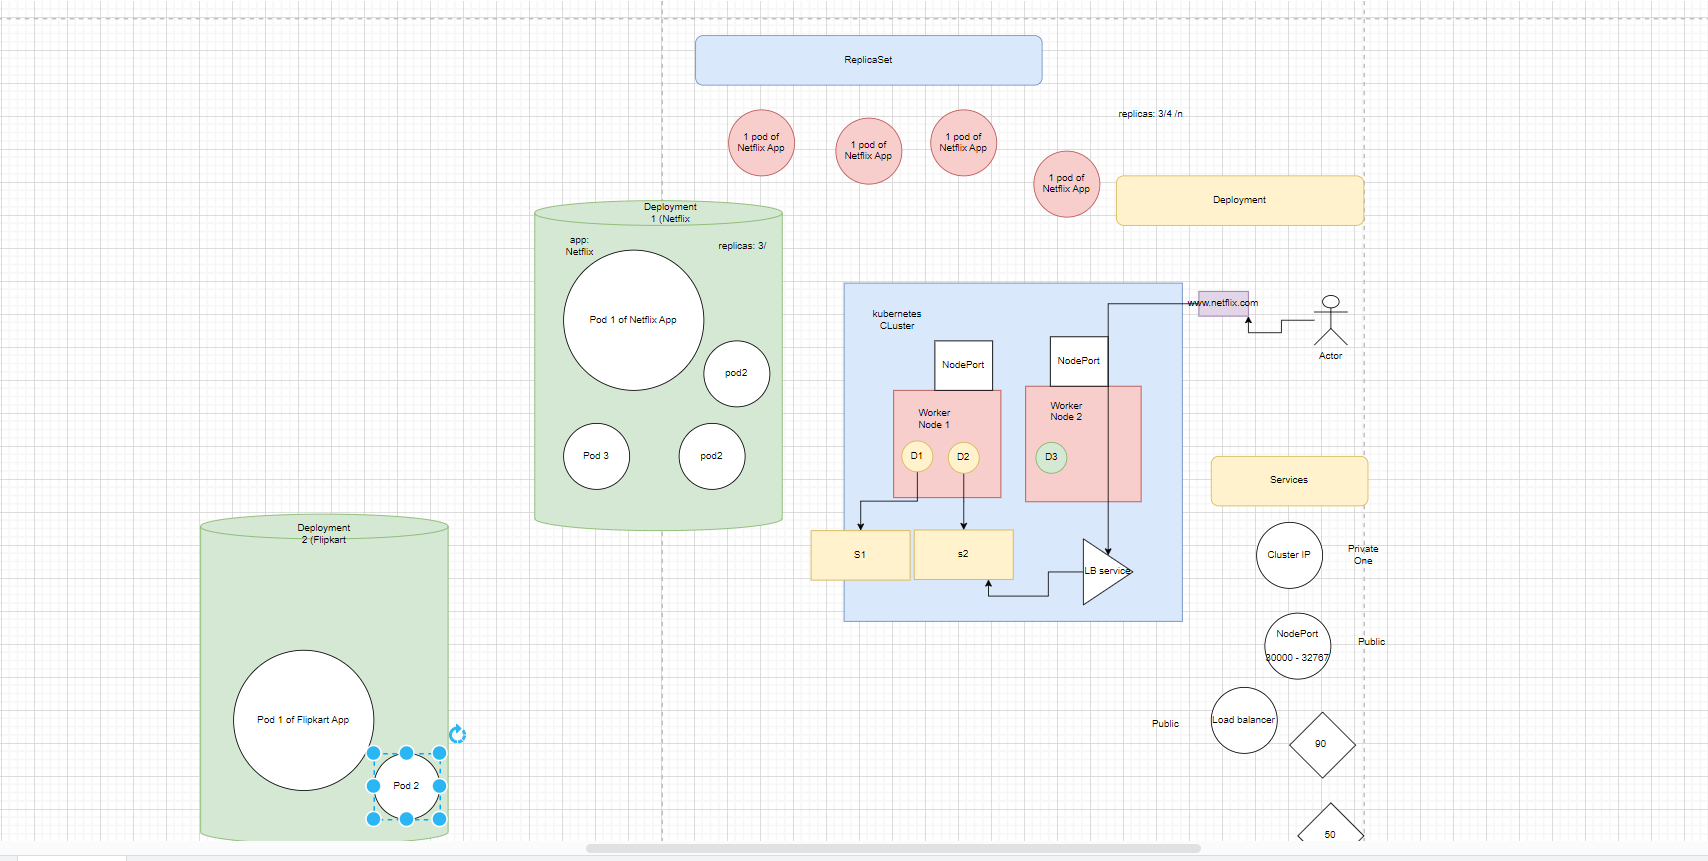 ReplicaSet
replicas: 3/4 /n
1 pod of
Netflix App
1 pod of
Netflix App
1 pod of
Netflix App
1 pod of
Netflix App
Deployment
Deployment
1 (Netflix
app:
Netflix
replicas: 3/
Pod 1 of Netflix App
pod2
Pod 3
pod2
kubernetes
CLuster
www.netflix.com
Actor
NodePort
NodePort
Worker
Node 1
Worker
Node 2
D1
D2
D3
S1
s2
LB service
Services
Cluster IP
Private
One
NodePort
30000 - 32767
Public
Public
Load balancer
90
50
Deployment
2 (Flipkart
Pod 1 of Flipkart App
Pod 2